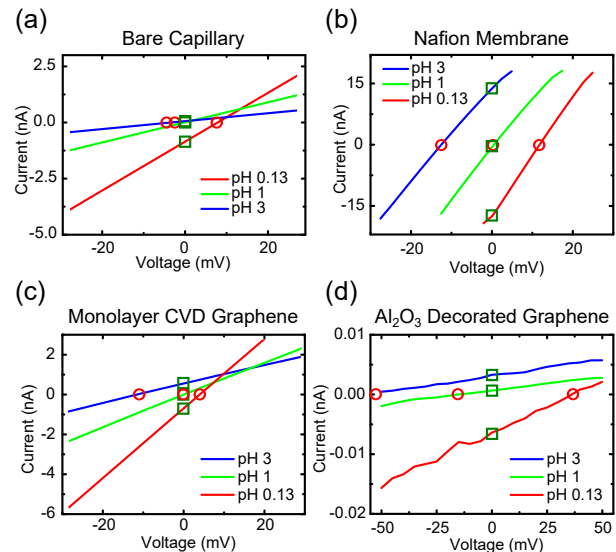 (a)
Bare Capillary
2.5
0.0
-2.5
-5.0
Current (nA)
pH 0.13
pH 1
pH 3
-20
0
20
Voltage (mV)
(b)
Nafion Membrane
15
0
-15
Current (nA)
pH 3
pH 1
pH 0.13
-20
0
20
Voltage (mV)
(c)
Monolayer CVD Graphene
2
0
-2
-4
-6
Current (nA)
pH 3
pH 1
pH 0.13
-20
0
20
Voltage (mV)
(d)
Al₂O₃ Decorated Graphene
0.01
0.00
-0.01
-0.02
Current (nA)
pH 3
pH 1
pH 0.13
-50
-25
0
25
50
Voltage (mV)